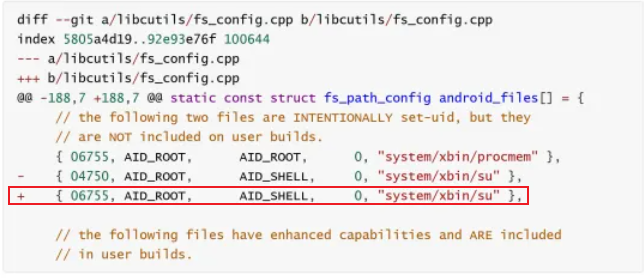 diff --git a/libcutils/fs_config.cpp b/libcutils/fs_config.cpp
index 5805a4d19..92e93e76f 100644
--- a/libcutils/fs_config.cpp
+++ b/libcutils/fs_config.cpp
@@ -188,7 +188,7 @@ static const struct fs_path_config android_files[] = {
     // the following two files are INTENTIONALLY set-uid, but they
     // are NOT included on user builds.
     { 06755, AID_ROOT,      AID_ROOT,      0, "system/xbin/procmem" },
-    { 04750, AID_ROOT,      AID_SHELL,     0, "system/xbin/su" },
+    { 06755, AID_ROOT,      AID_SHELL,     0, "system/xbin/su" },
     // the following files have enhanced capabilities and ARE included
     // in user builds.